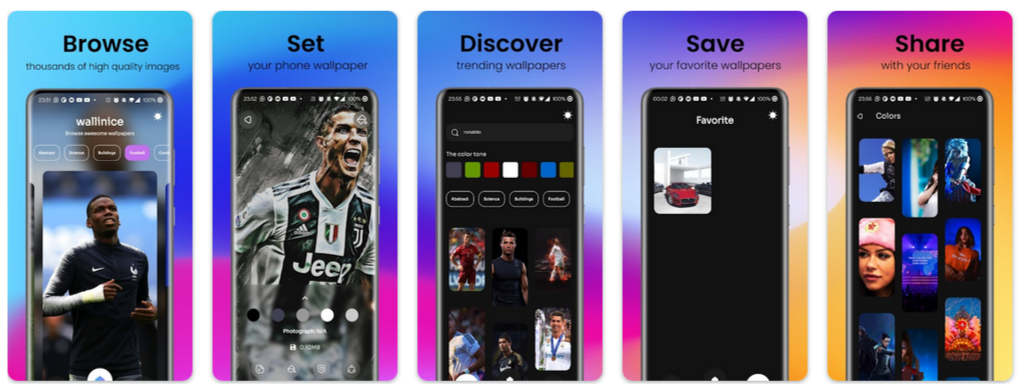 Browse
thousands of high quality images
23:51
100%
wallinice
Browse awesome wallpapers
Abstract
Science
Buildings
Football
Set
your phone wallpaper
23:52
100%
Jeep
Photograph: N/A
0.30MB
Discover
trending wallpapers
23:55
100%
ronaldo
The color tone
Abstract
Science
Buildings
Football
Save
your favorite wallpapers
00:02
100%
Favorite
Share
with your friends
23:56
100%
Colors